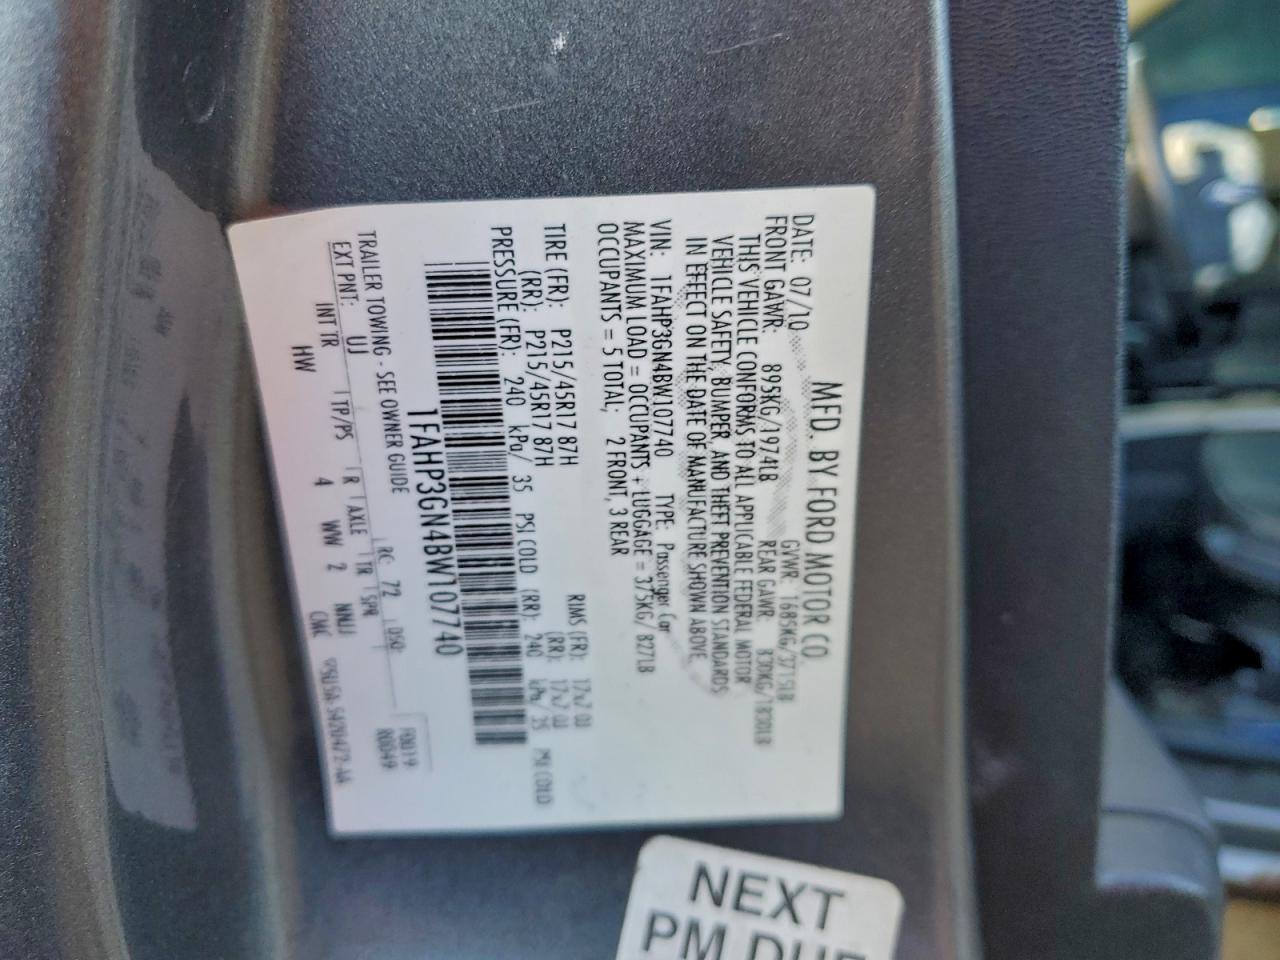 MFD. BY FORD MOTOR CO.
DATE: 07/10 GVWR: 1685KG/3715LB
FRONT GAWR: 895KG/1974LB REAR GAWR: 830KG/1830LB
THIS VEHICLE CONFORMS TO ALL APPLICABLE FEDERAL MOTOR
VEHICLE SAFETY, BUMPER, AND THEFT PREVENTION STANDARDS
IN EFFECT ON THE DATE OF MANUFACTURE SHOWN ABOVE.
VIN: 1FAHP3GN4BW107740 TYPE: Passenger Car
MAXIMUM LOAD = OCCUPANTS + LUGGAGE = 375KG/ 827LB
OCCUPANTS = 5 TOTAL; 2 FRONT, 3 REAR
TIRE (FR): P215/45R17 87H RIMS (FR): 17x7.0J
(RR): P215/45R17 87H (RR): 17x7.0J
PRESSURE (FR): 240 kPa/ 35 PSI COLD (RR): 240 kPa/ 35 PSI COLD
1FAHP3GN4BW107740
TRAILER TOWING - SEE OWNER GUIDE
EXT PNT: UJ RC: 72 DSO:
INT TR TP/PS R AXLE TR SPR
HW 4 WW 2 NNJJ
NEXT
PM DUE